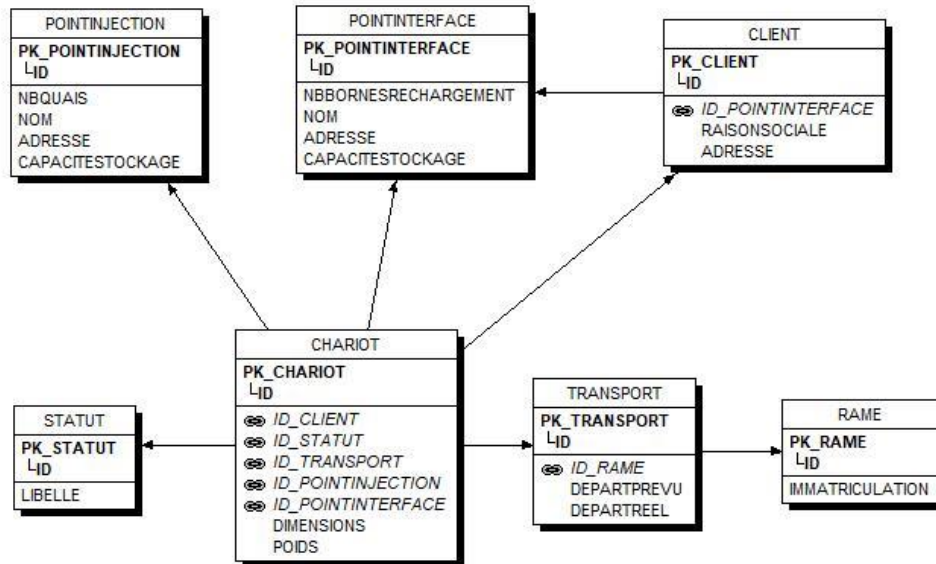 POINTINJECTION
PK_POINTINJECTION
ID
NBQUAIS
NOM
ADRESSE
CAPACITESTOCKAGE
POINTINTERFACE
PK_POINTINTERFACE
ID
NBBORNESRECHARGEMENT
NOM
ADRESSE
CAPACITESTOCKAGE
CLIENT
PK_CLIENT
ID
ID_POINTINTERFACE
RAISONSOCIALE
ADRESSE
STATUT
PK_STATUT
ID
LIBELLE
CHARIOT
PK_CHARIOT
ID
ID_CLIENT
ID_STATUT
ID_TRANSPORT
ID_POINTINJECTION
ID_POINTINTERFACE
DIMENSIONS
POIDS
TRANSPORT
PK_TRANSPORT
ID
ID_RAME
DEPARTPREVU
DEPARTREEL
RAME
PK_RAME
ID
IMMATRICULATION